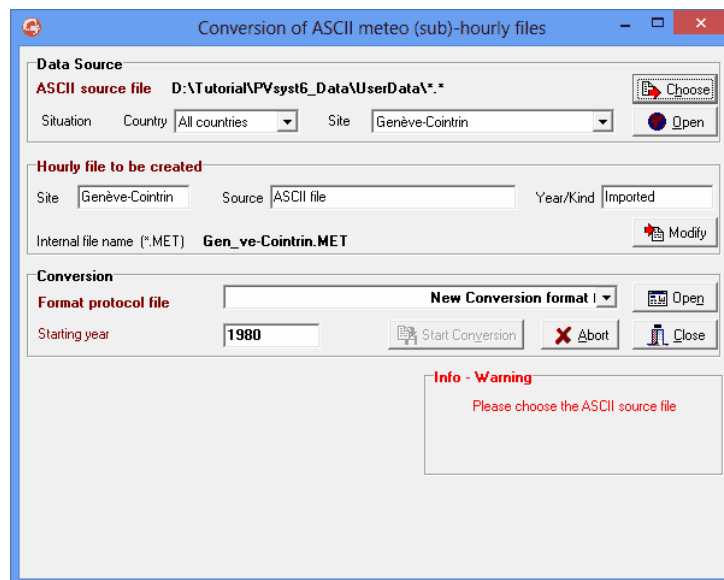 Conversion of ASCII meteo (sub)-hourly files
Data Source
ASCII source file D:\Tutorial\PVsyst6_Data\UserData\*.*
Choose
Situation Country All countries Site Genève-Cointrin
Open
Hourly file to be created
Site Genève-Cointrin Source ASCII file Year/Kind Imported
Internal file name (*.MET) Gen_ve-Cointrin.MET
Modify
Conversion
Format protocol file New Conversion format
Open
Starting year 1980 Start Conversion Abort Close
Info - Warning
Please choose the ASCII source file